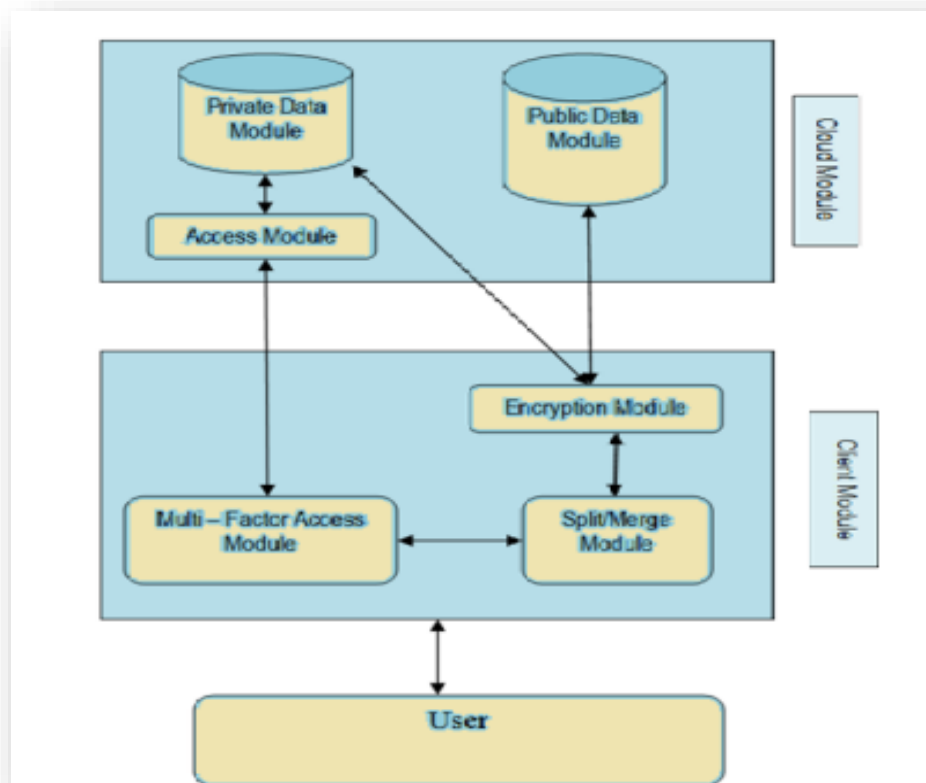 Private Data
Module
Public Data
Module
Cloud Module
Access Module
Encryption Module
Client Module
Multi – Factor Access
Module
Split/Merge
Module
User